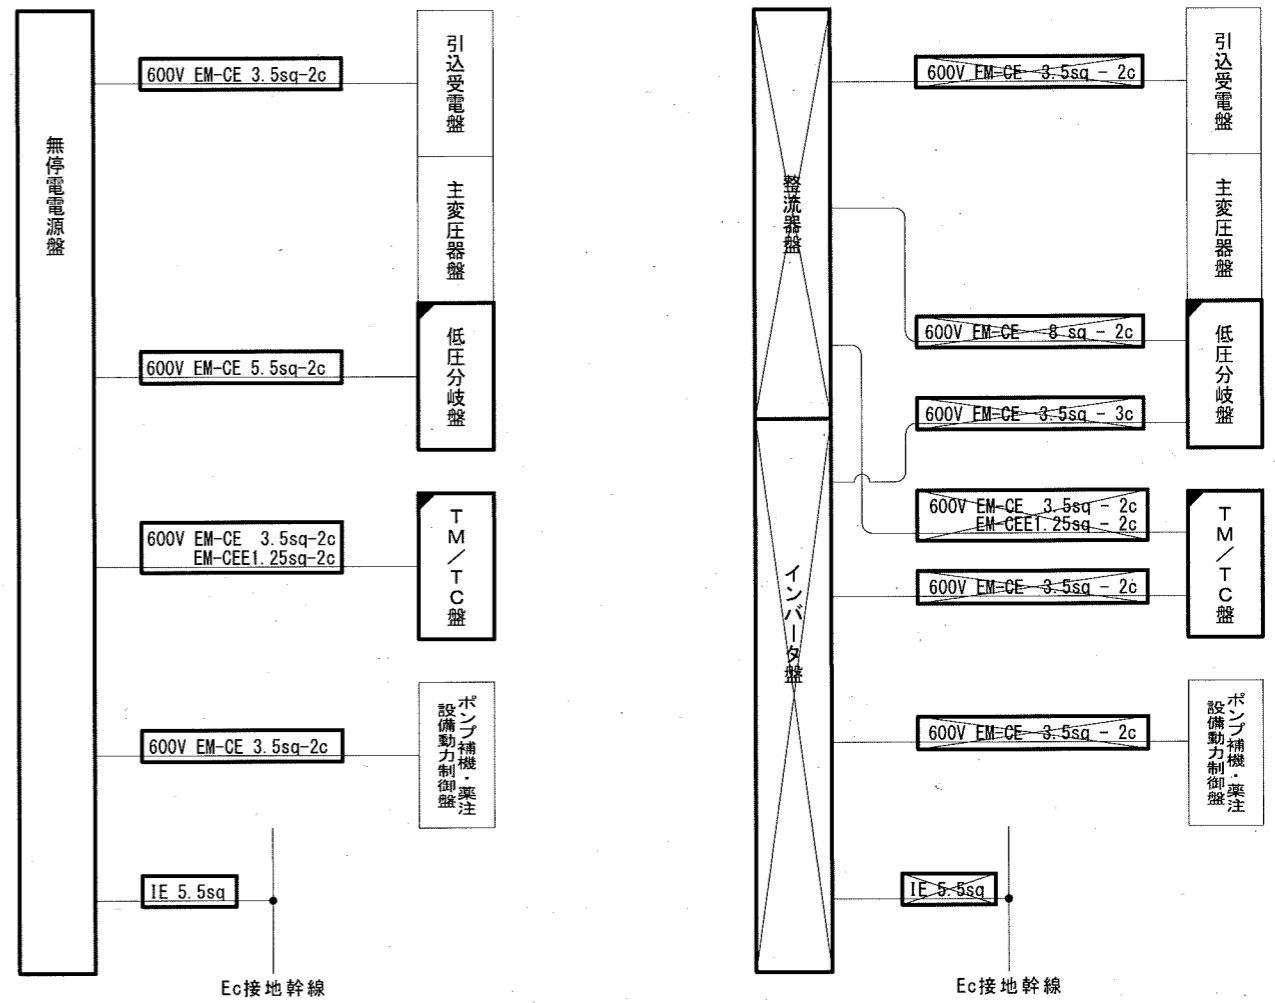 無停電電源盤
600V EM-CE 3.5sq-2c
引込受電盤
主変圧器盤
600V EM-CE 5.5sq-2c
低圧分岐盤
600V EM-CE 3.5sq-2c
EM-CEE1.25sq-2c
TM/TC盤
600V EM-CE 3.5sq-2c
ポンプ補機・薬注
設備動力制御盤
IE 5.5sq
Ec接地幹線
整流器盤
インバータ盤
600V EM-CE 3.5sq - 2c
引込受電盤
主変圧器盤
600V EM-CE 8 sq - 2c
600V EM-CE 3.5sq - 3c
低圧分岐盤
600V EM-CE 3.5sq - 2c
EM-CEE1.25sq - 2c
600V EM-CE 3.5sq - 2c
TM/TC盤
600V EM-CE 3.5sq - 2c
ポンプ補機・薬注
設備動力制御盤
IE 5.5sq
Ec接地幹線